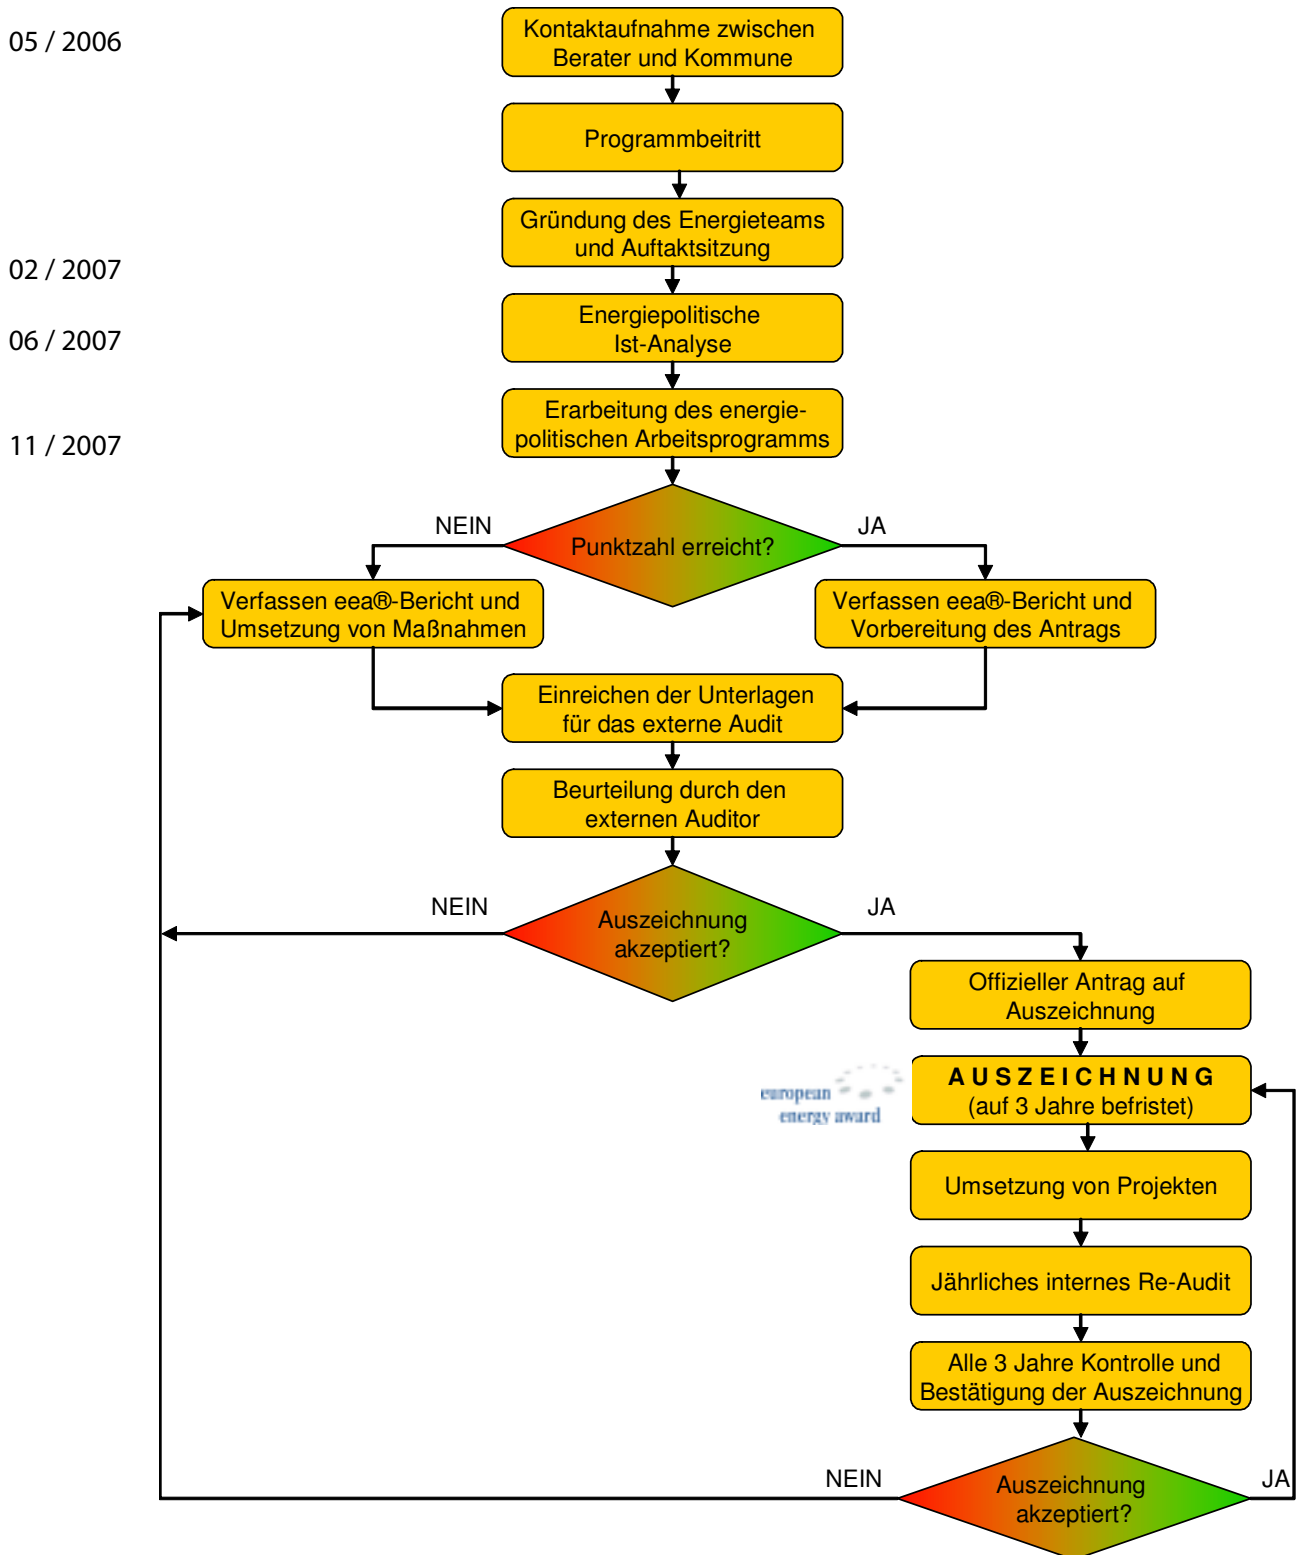 05 / 2006
Kontaktaufnahme zwischen
Berater und Kommune
Programmbeitritt
Gründung des Energieteams
und Auftaktsitzung
02 / 2007
Energiepolitische
Ist-Analyse
06 / 2007
Erarbeitung des energie-
politischen Arbeitsprogramms
11 / 2007
NEIN
Punktzahl erreicht?
JA
Verfassen eea®-Bericht und
Umsetzung von Maßnahmen
Verfassen eea®-Bericht und
Vorbereitung des Antrags
Einreichen der Unterlagen
für das externe Audit
Beurteilung durch den
externen Auditor
NEIN
Auszeichnung
akzeptiert?
JA
Offizieller Antrag auf
Auszeichnung
european
energy award
A U S Z E I C H N U N G
(auf 3 Jahre befristet)
Umsetzung von Projekten
Jährliches internes Re-Audit
Alle 3 Jahre Kontrolle und
Bestätigung der Auszeichnung
NEIN
Auszeichnung
akzeptiert?
JA